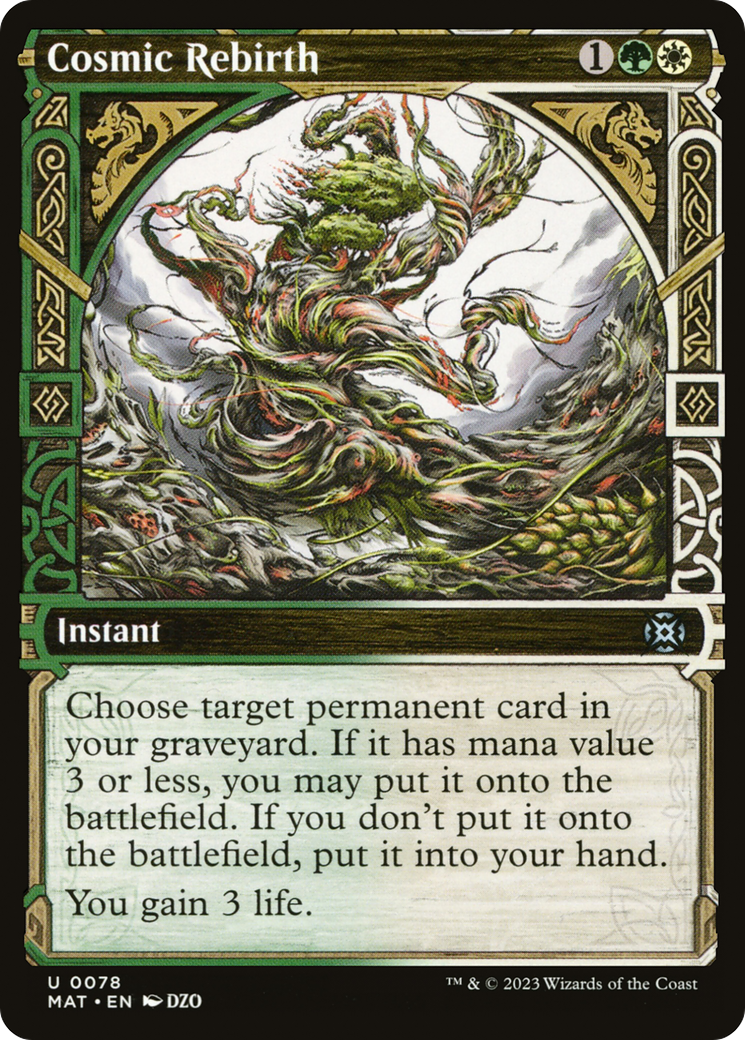 Cosmic Rebirth 1
Instant
Choose target permanent card in
your graveyard. If it has mana value
3 or less, you may put it onto the
battlefield. If you don't put it onto
the battlefield, put it into your hand.
You gain 3 life.
U 0078
MAT • EN DZO
™ & © 2023 Wizards of the Coast